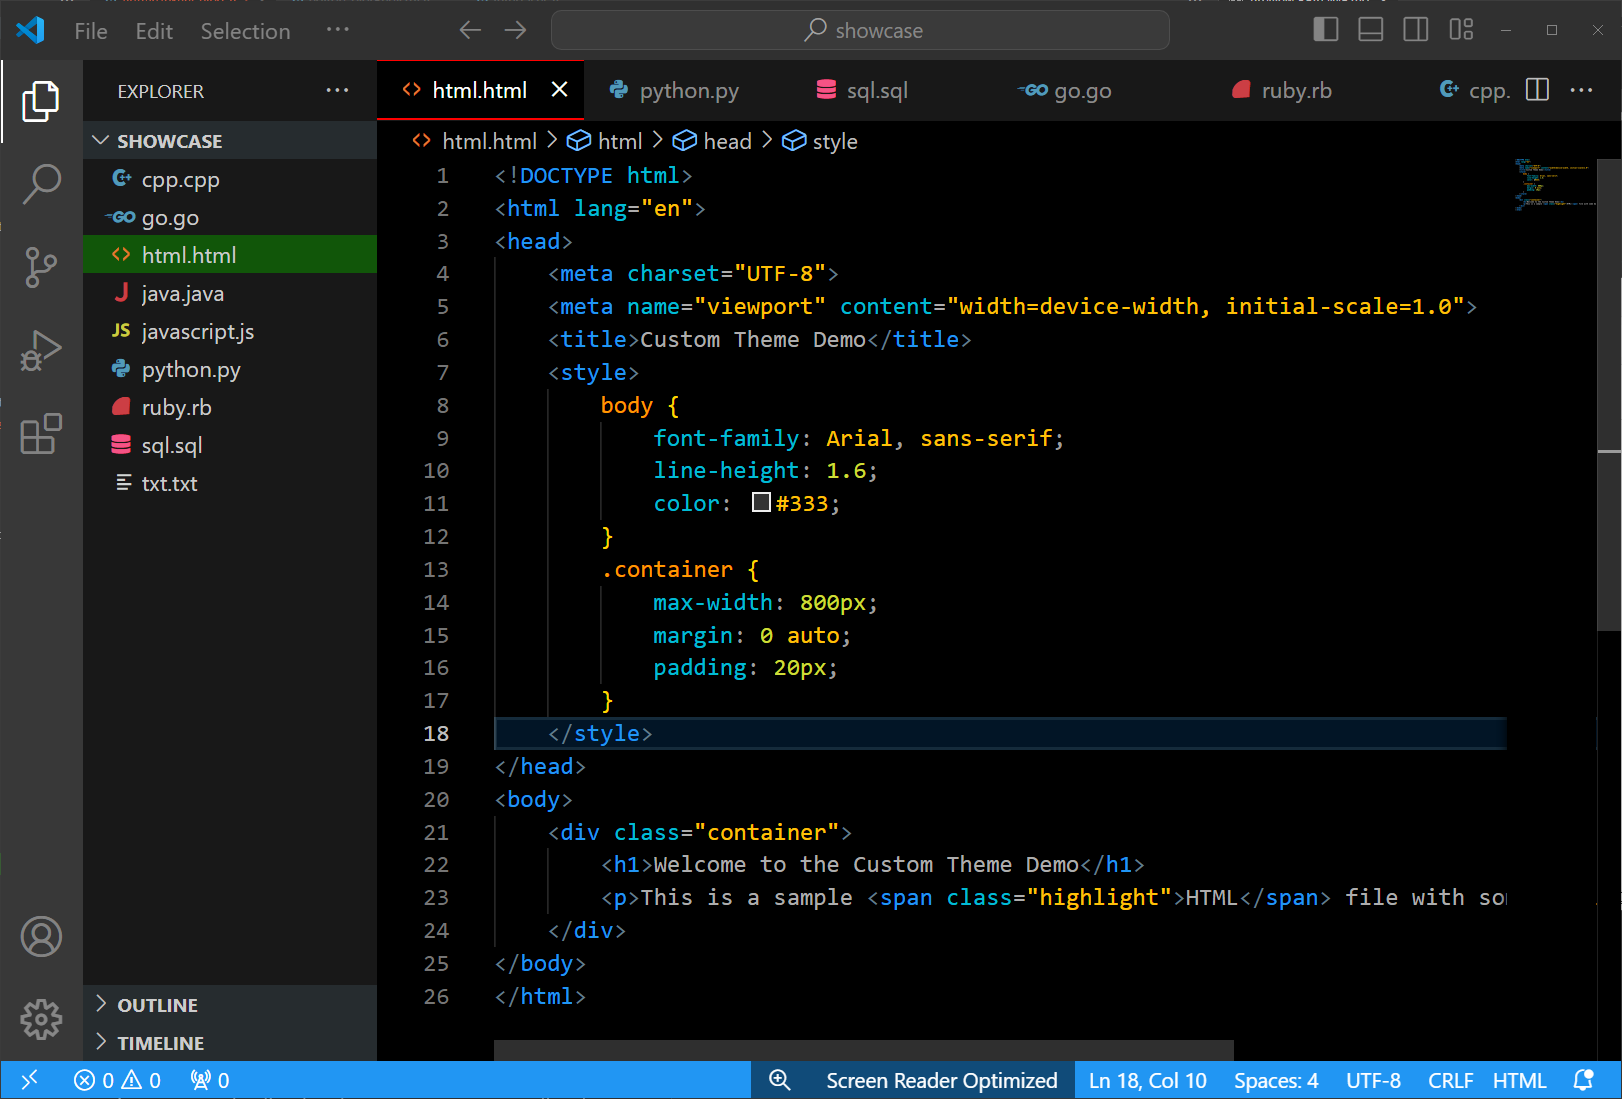 File Edit Selection ··· showcase
EXPLORER ···
SHOWCASE
cpp.cpp
go.go
html.html
java.java
JS javascript.js
python.py
ruby.rb
sql.sql
txt.txt
OUTLINE
TIMELINE
html.html python.py sql.sql GO go.go ruby.rb cpp. ···
html.html > html > head > style
1 <!DOCTYPE html>
2 <html lang="en">
3 <head>
4 <meta charset="UTF-8">
5 <meta name="viewport" content="width=device-width, initial-scale=1.0">
6 <title>Custom Theme Demo</title>
7 <style>
8 body {
9 font-family: Arial, sans-serif;
10 line-height: 1.6;
11 color: #333;
12 }
13 .container {
14 max-width: 800px;
15 margin: 0 auto;
16 padding: 20px;
17 }
18 </style>
19 </head>
20 <body>
21 <div class="container">
22 <h1>Welcome to the Custom Theme Demo</h1>
23 <p>This is a sample <span class="highlight">HTML</span> file with
24 </div>
25 </body>
26 </html>
0 0 0 Screen Reader Optimized Ln 18, Col 10 Spaces: 4 UTF-8 CRLF HTML